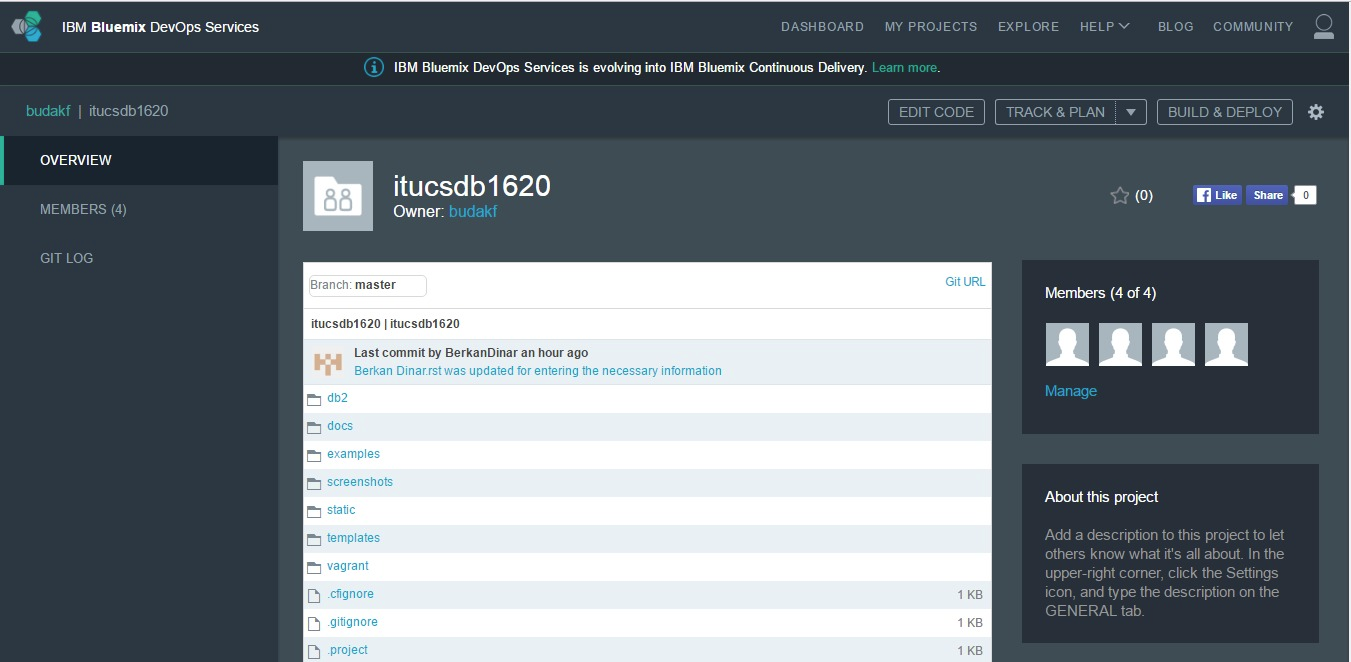 IBM Bluemix DevOps Services
DASHBOARD MY PROJECTS EXPLORE HELP BLOG COMMUNITY
IBM Bluemix DevOps Services is evolving into IBM Bluemix Continuous Delivery. Learn more.
budakf | itucsdb1620
EDIT CODE TRACK & PLAN BUILD & DEPLOY
OVERVIEW
MEMBERS (4)
GIT LOG
itucsdb1620
Owner: budakf
(0)
Like Share 0
Branch: master
Git URL
itucsdb1620 | itucsdb1620
Last commit by BerkanDinar an hour ago
Berkan Dinar.rst was updated for entering the necessary information
db2
docs
examples
screenshots
static
templates
vagrant
.cfignore 1 KB
.gitignore 1 KB
.project 1 KB
Members (4 of 4)
Manage
About this project
Add a description to this project to let
others know what it's all about. In the
upper-right corner, click the Settings
icon, and type the description on the
GENERAL tab.